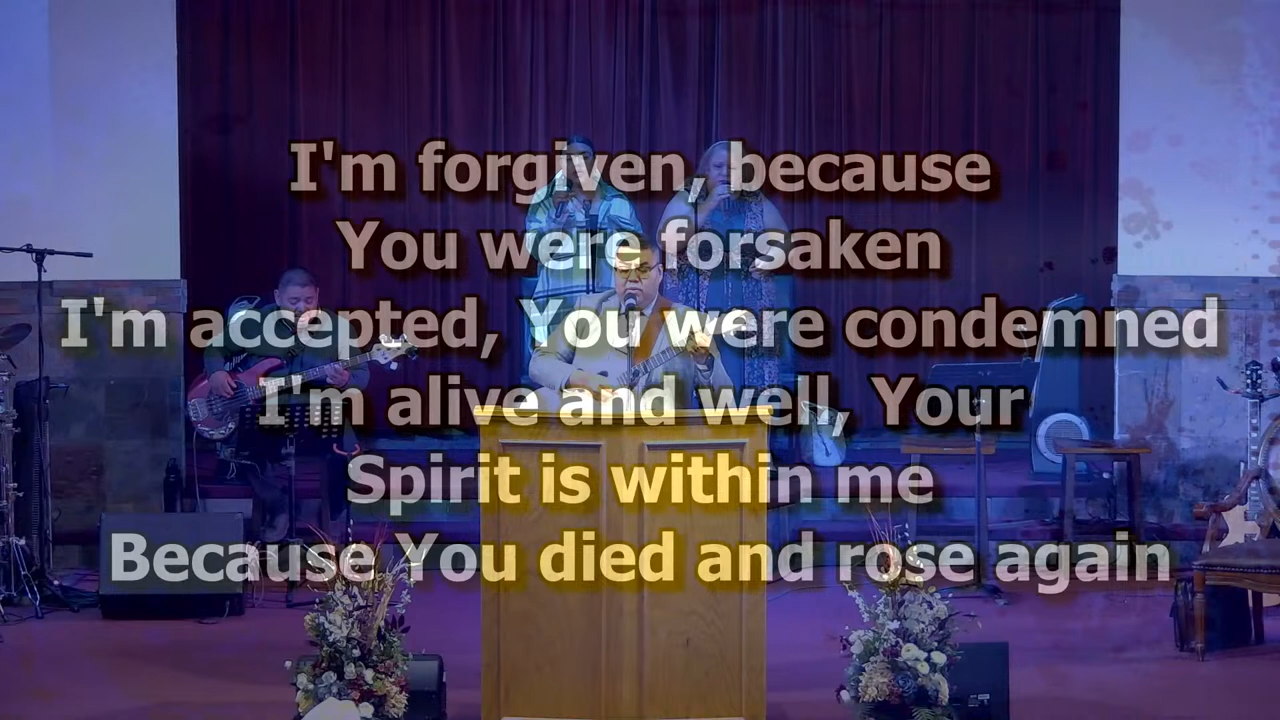 I'm forgiven, because
You were forsaken
I'm accepted, You were condemned
I'm alive and well, Your
Spirit is within me
Because You died and rose again